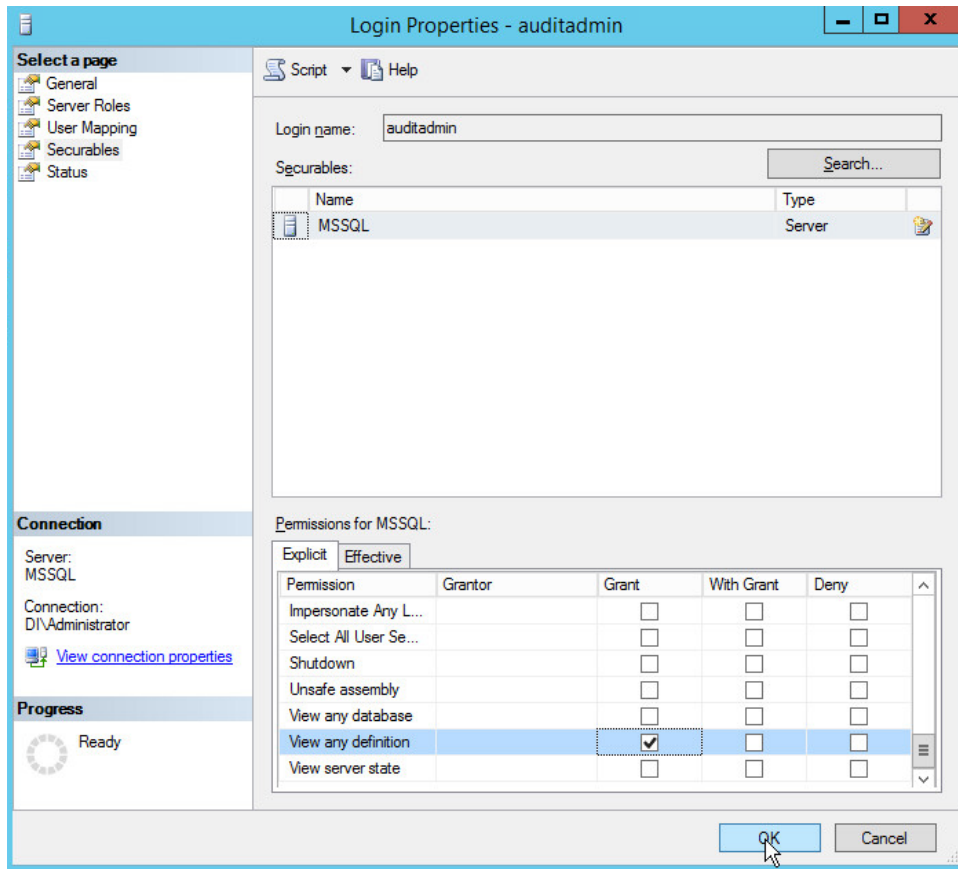 Login Properties - auditadmin
x
Select a page
General
Server Roles
User Mapping
Securables
Status
Script Help
Login name: auditadmin
Securables: Search...
Name Type
MSSQL Server
Connection
Server:
MSSQL
Connection:
DI\Administrator
View connection properties
Progress
Ready
Permissions for MSSQL:
Explicit Effective
Permission Grantor Grant With Grant Deny
Impersonate Any L...
Select All User Se...
Shutdown
Unsafe assembly
View any database
View any definition
View server state
OK Cancel